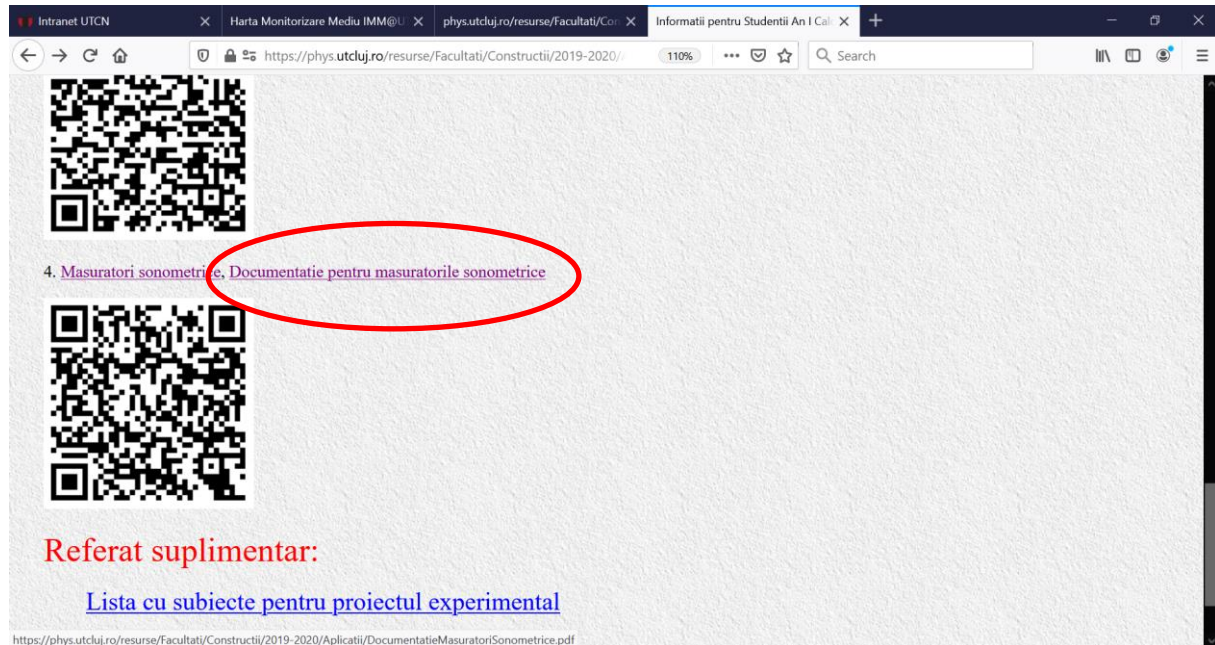 Intranet UTCN
Harta Monitorizare Mediu IMM@U
phys.utcluj.ro/resurse/Facultati/Con
Informatii pentru Studentii An I Cal
https://phys.utcluj.ro/resurse/Facultati/Constructii/2019-2020/
110%
Search
4. Masuratori sonometrice, Documentatie pentru masuratorile sonometrice
Referat suplimentar:
Lista cu subiecte pentru proiectul experimental
https://phys.utcluj.ro/resurse/Facultati/Constructii/2019-2020/Aplicatii/DocumentatieMasuratoriSonometrice.pdf